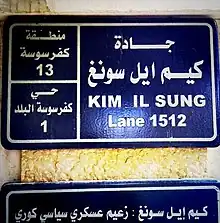 جادة
كيم ايل سونغ
KIM IL SUNG
Lane 1512
منطقة
كفرسوسة
13
حي
كفرسوسة البلد
1
كيم ايل سونغ : زعيم عسكري سياسي كوري